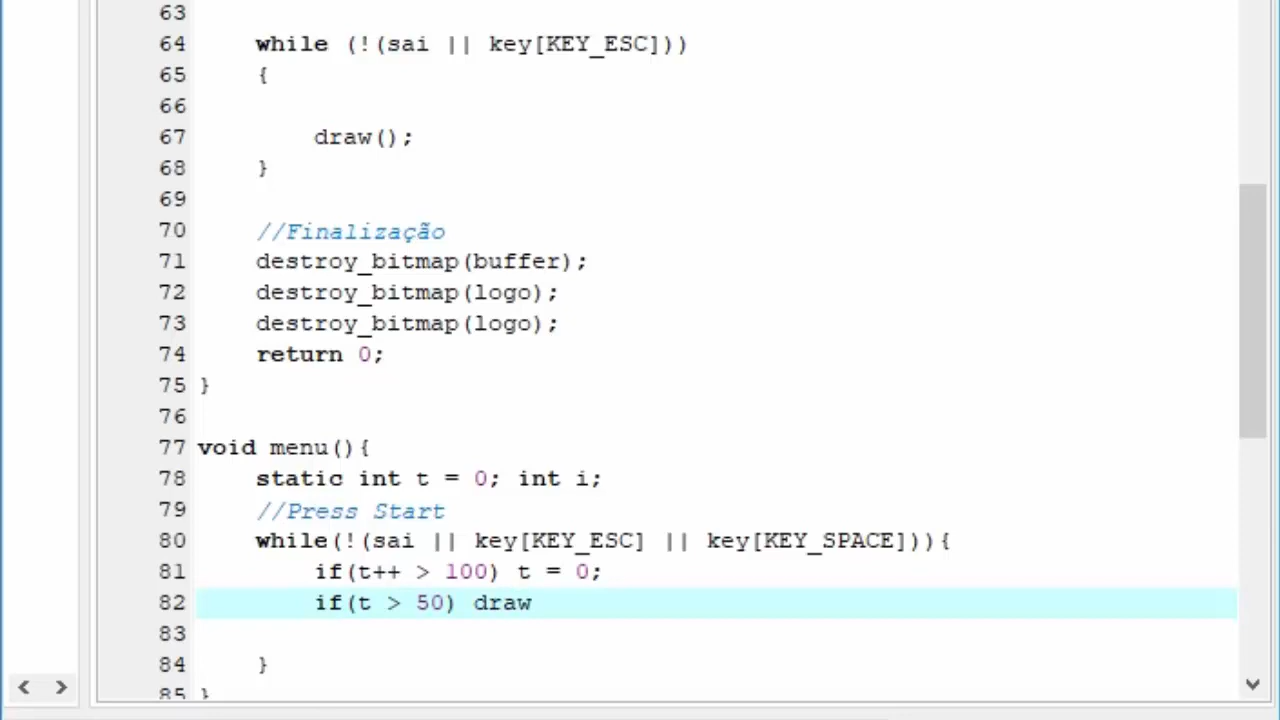 63
64 while (!(sai || key[KEY_ESC]))
65 {
66
67 draw();
68 }
69
70 //Finalização
71 destroy_bitmap(buffer);
72 destroy_bitmap(logo);
73 destroy_bitmap(logo);
74 return 0;
75 }
76
77 void menu(){
78 static int t = 0; int i;
79 //Press Start
80 while(!(sai || key[KEY_ESC] || key[KEY_SPACE])){
81 if(t++ > 100) t = 0;
82 if(t > 50) draw
83
84 }
85 }